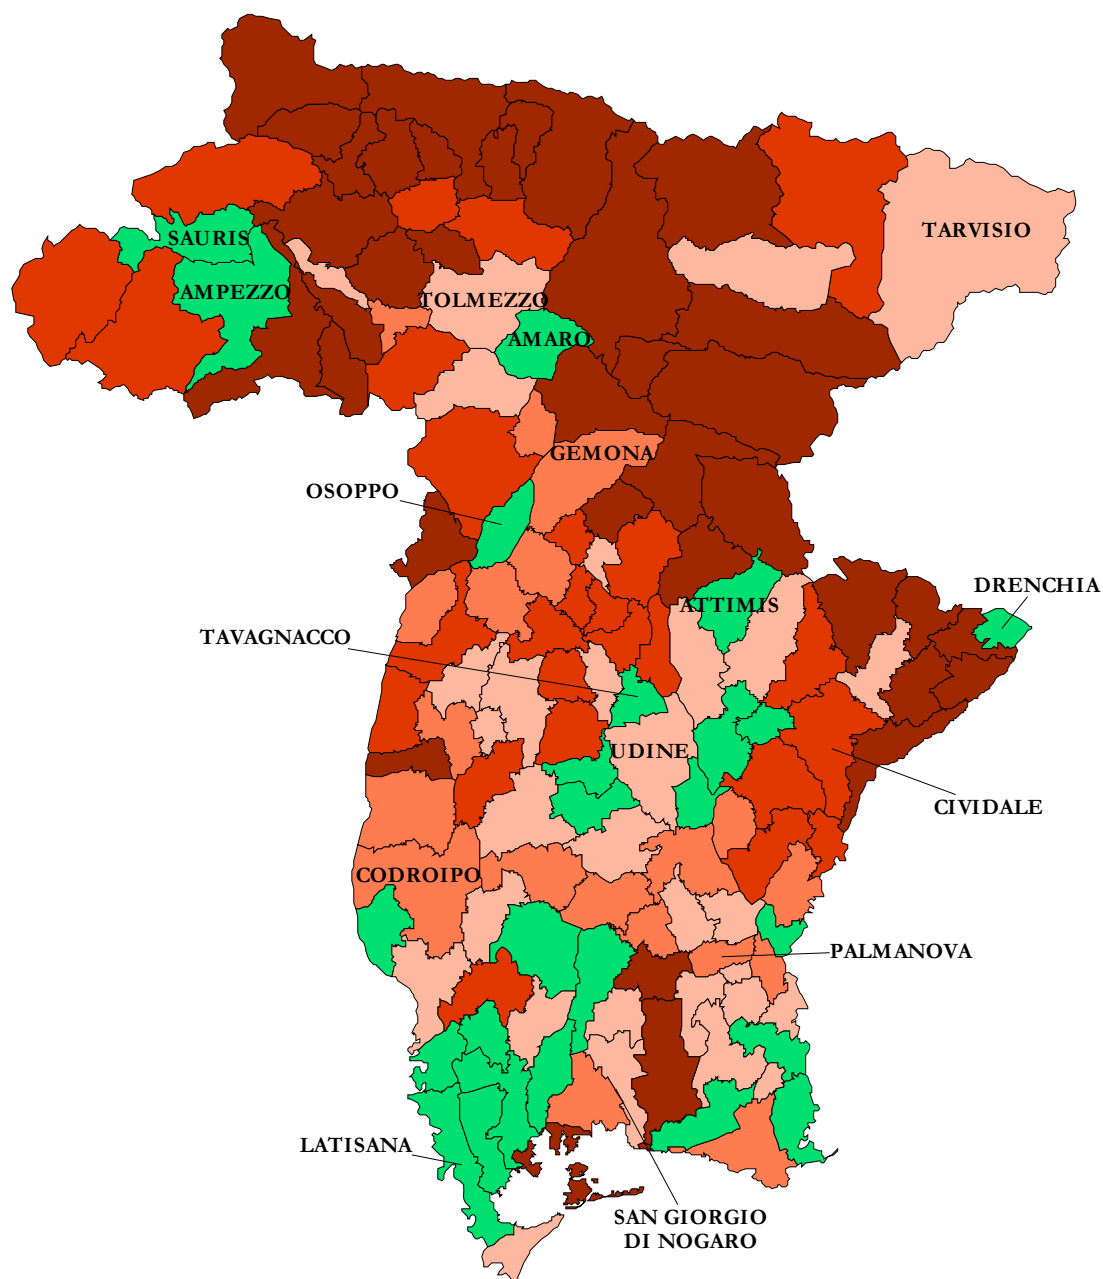 TARVISIO
SAURIS
AMPEZZO
TOLMEZZO
AMARO
GEMONA
OSOPPO
DRENCHIA
ATTIMIS
TAVAGNACCO
UDINE
CIVIDALE
CODROIPO
PALMANOVA
LATISANA
SAN GIORGIO
DI NOGARO